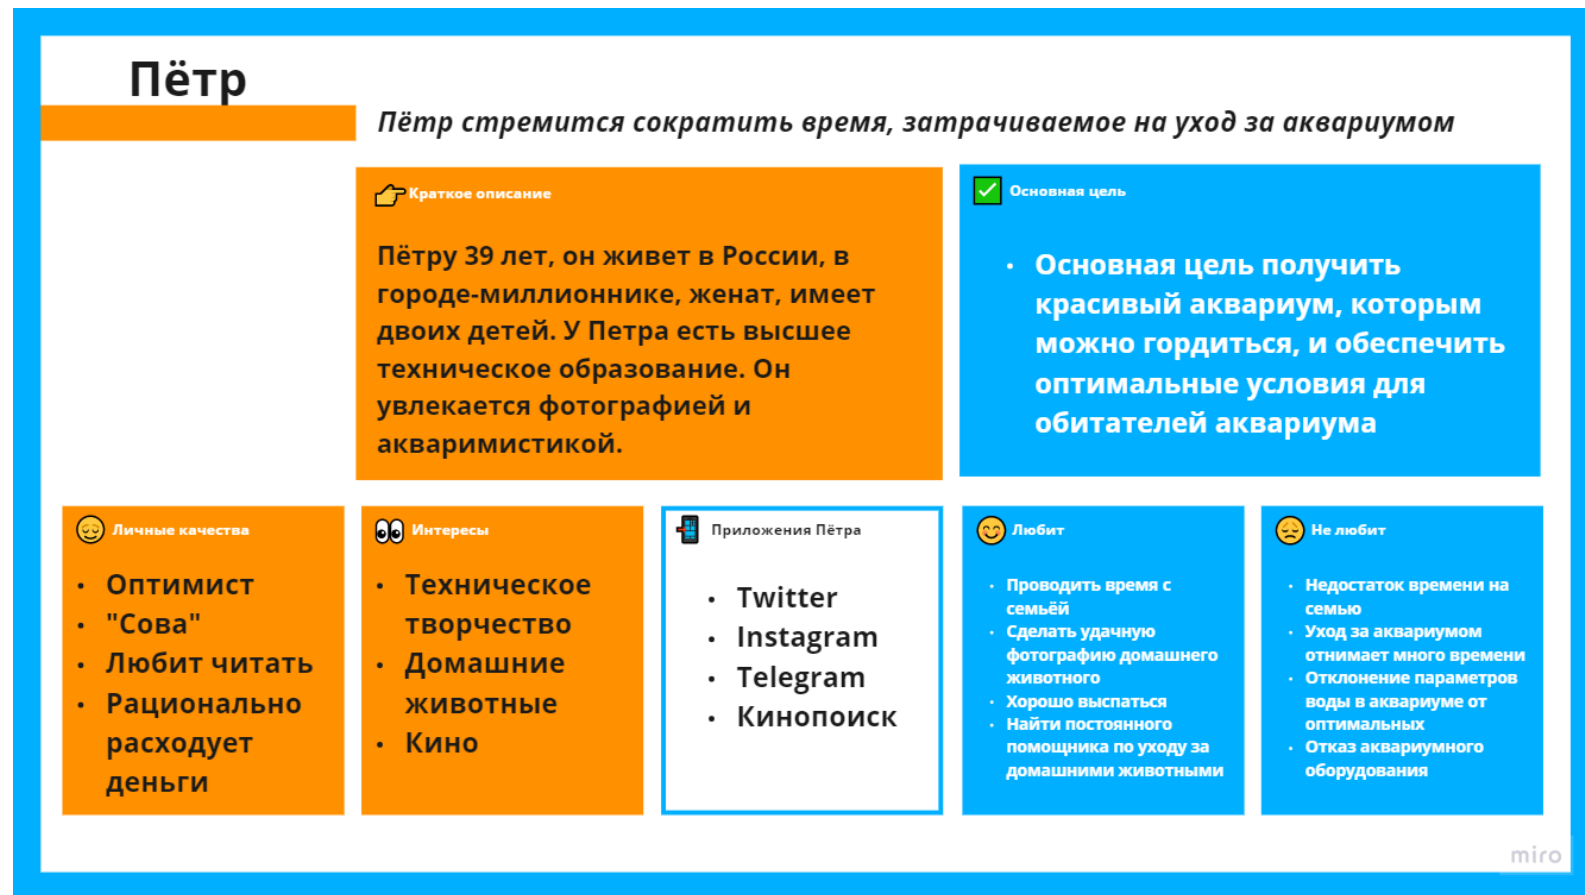 Пётр
Пётр стремится сократить время, затрачиваемое на уход за аквариумом
Краткое описание
Пётру 39 лет, он живет в России, в
городе-миллионнике, женат, имеет
двоих детей. У Петра есть высшее
техническое образование. Он
увлекается фотографией и
акваримистикой.
Основная цель
• Основная цель получить
красивый аквариум, которым
можно гордиться, и обеспечить
оптимальные условия для
обитателей аквариума
Личные качества
• Оптимист
• "Сова"
• Любит читать
• Рационально
расходует
деньги
Интересы
• Техническое
творчество
• Домашние
животные
• Кино
Приложения Пётра
• Twitter
• Instagram
• Telegram
• Кинопоиск
Любит
• Проводить время с
семьёй
• Сделать удачную
фотографию домашнего
животного
• Хорошо выспаться
• Найти постоянного
помощника по уходу за
домашними животными
Не любит
• Недостаток времени на
семью
• Уход за аквариумом
отнимает много времени
• Отклонение параметров
воды в аквариуме от
оптимальных
• Отказ аквариумного
оборудования
miro